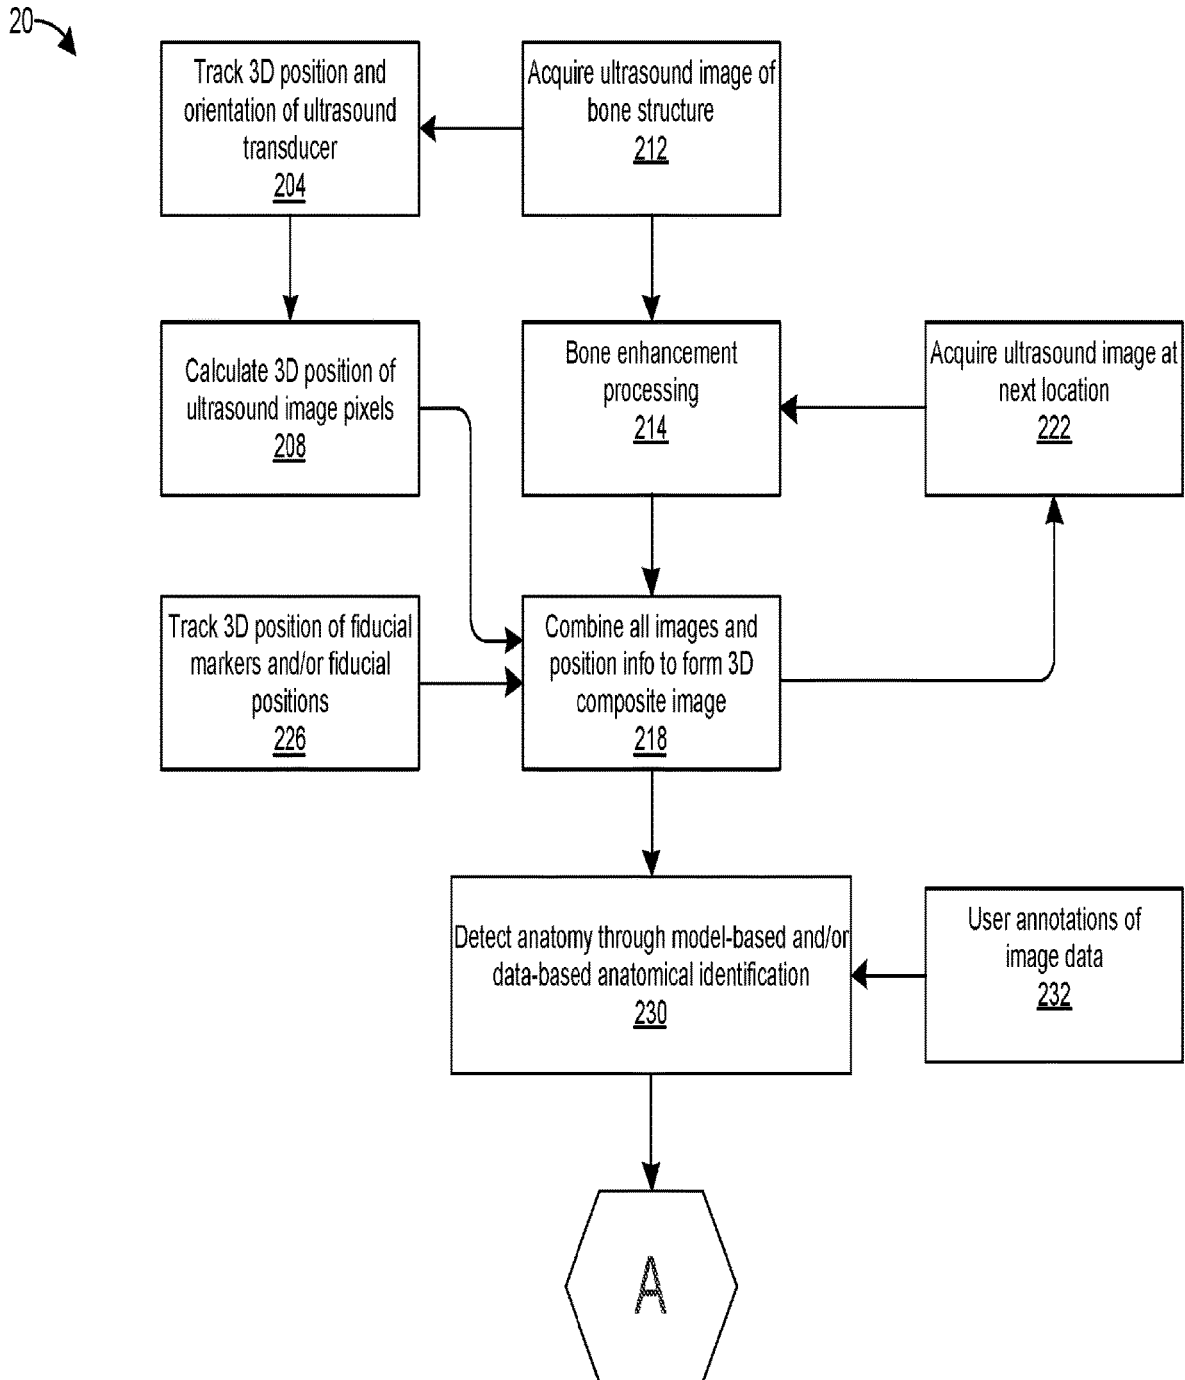 20
Track 3D position and
orientation of ultrasound
transducer
204
Acquire ultrasound image of
bone structure
212
Calculate 3D position of
ultrasound image pixels
208
Bone enhancement
processing
214
Acquire ultrasound image at
next location
222
Track 3D position of fiducial
markers and/or fiducial
positions
226
Combine all images and
position info to form 3D
composite image
218
Detect anatomy through model-based and/or
data-based anatomical identification
230
User annotations of
image data
232
A